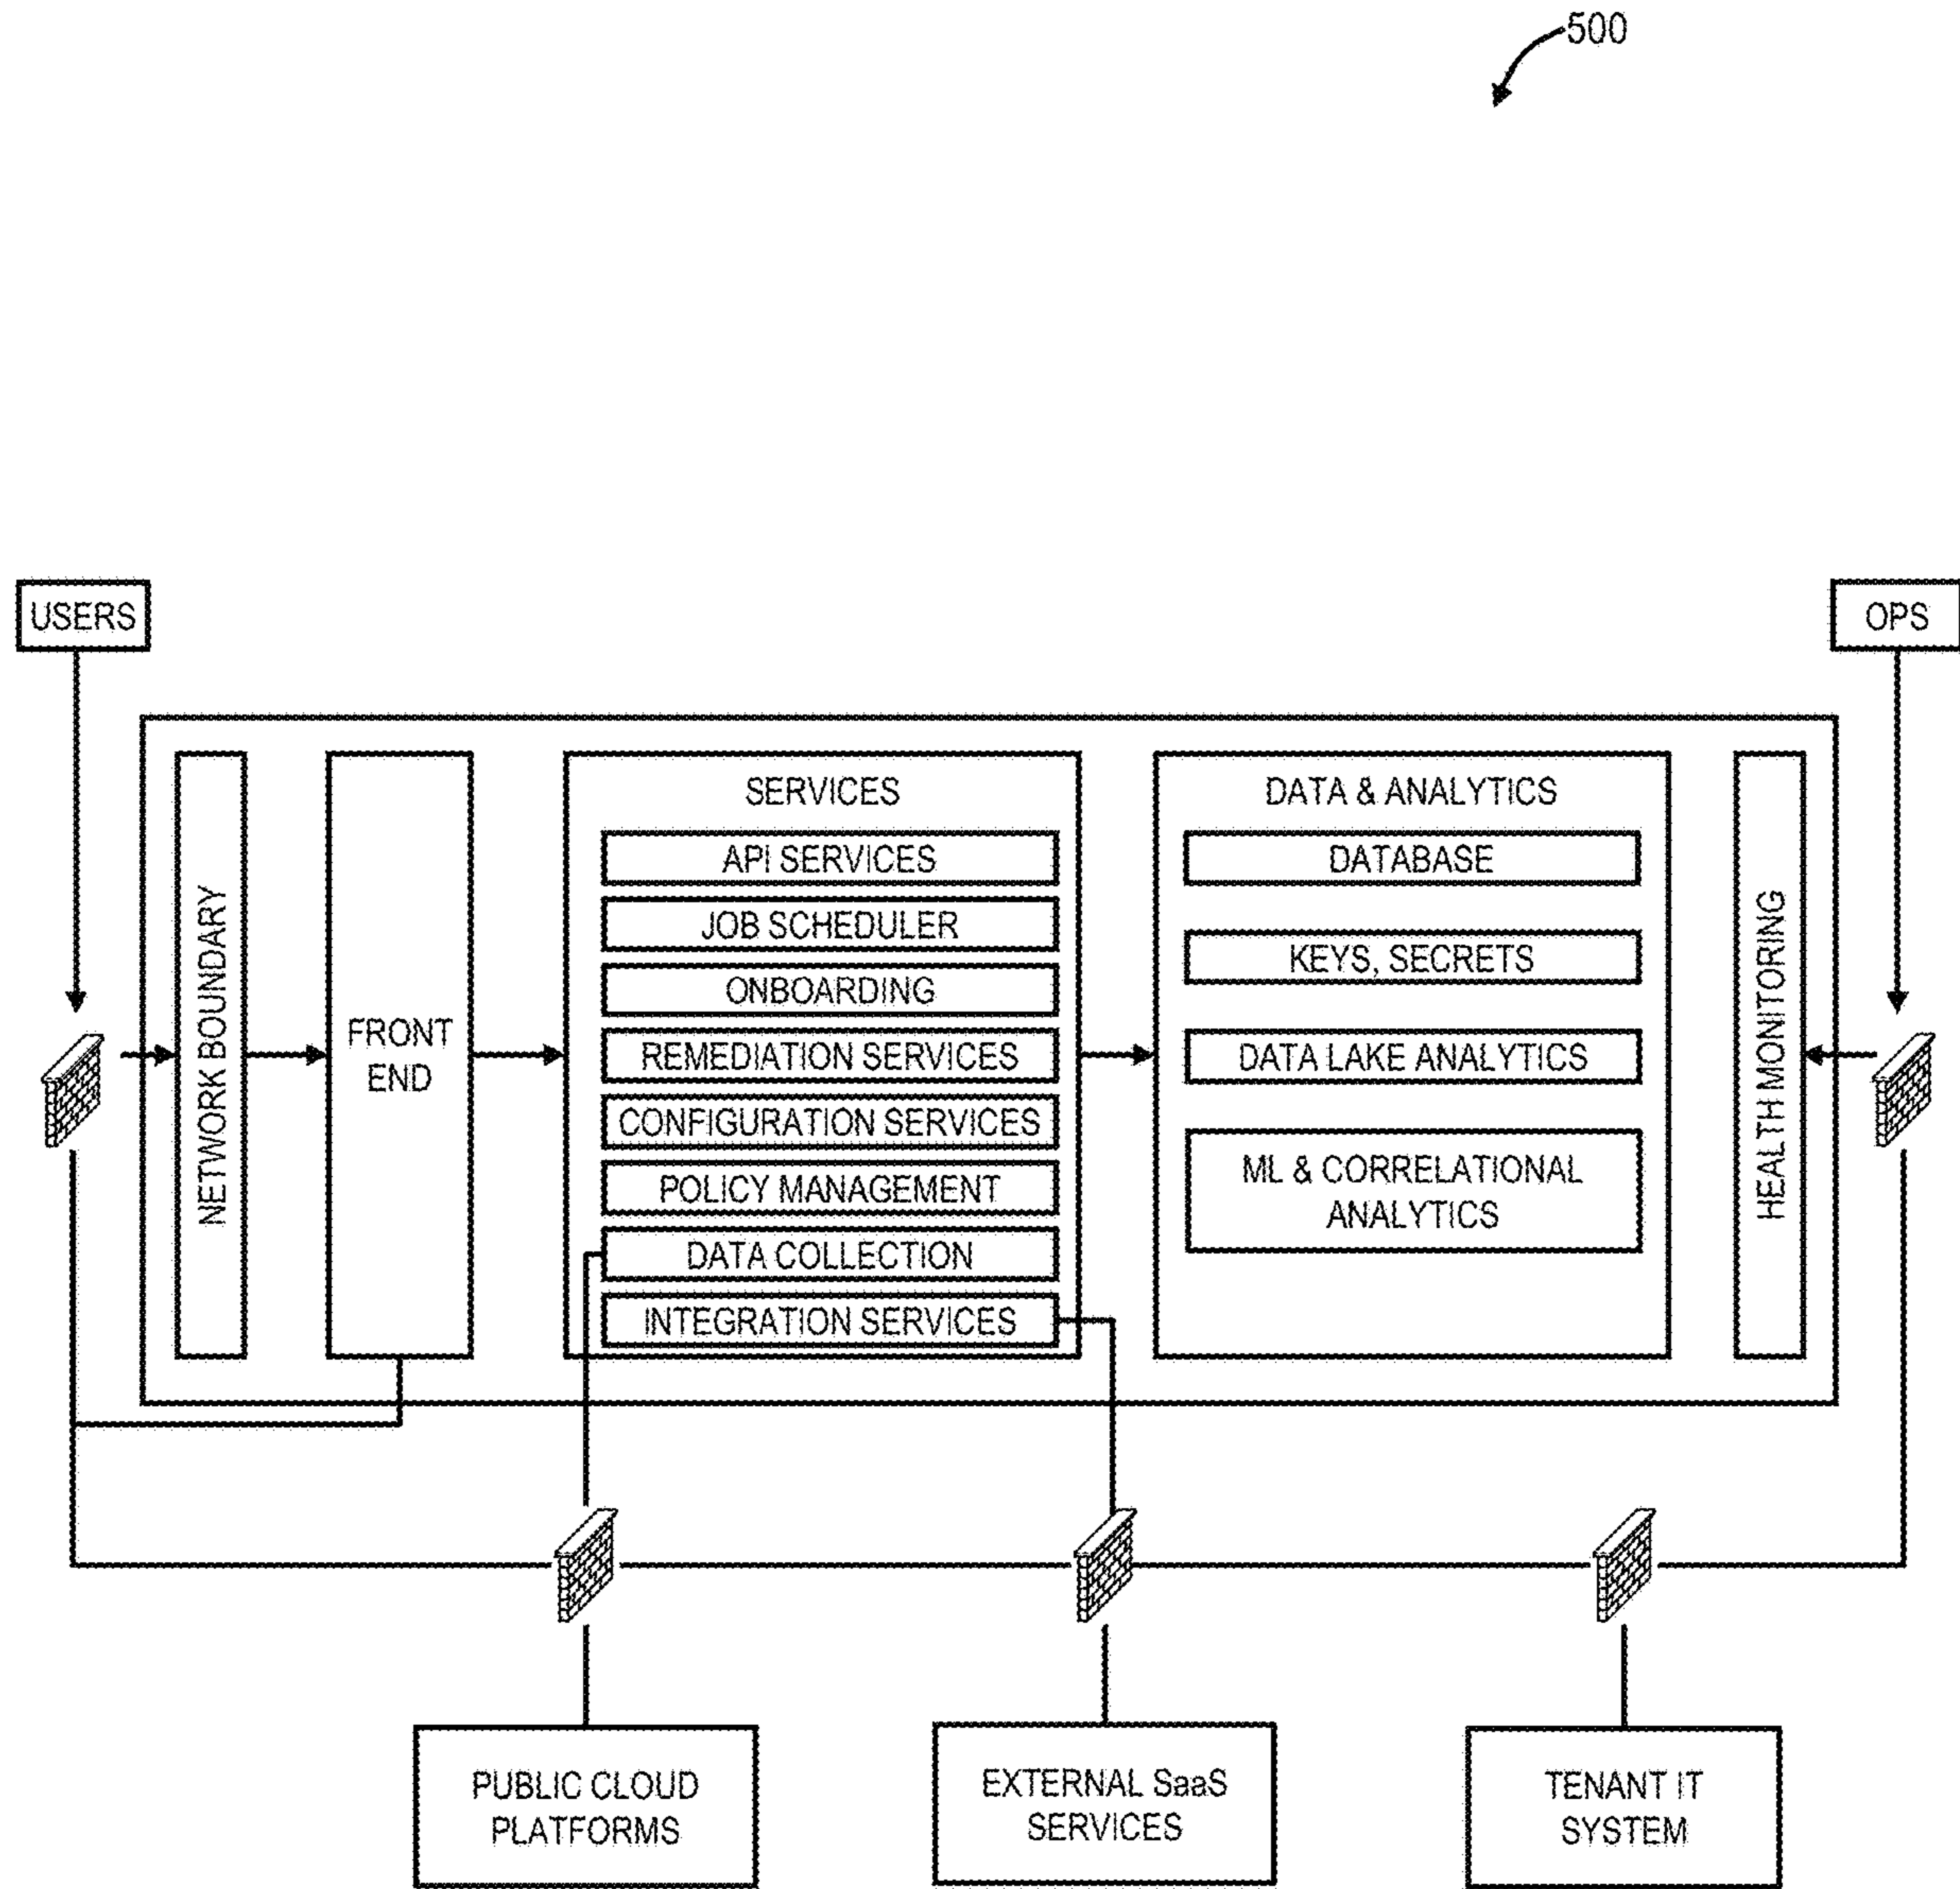 500
USERS
OPS
NETWORK BOUNDARY
FRONT
END
SERVICES
API SERVICES
JOB SCHEDULER
ONBOARDING
REMEDIATION SERVICES
CONFIGURATION SERVICES
POLICY MANAGEMENT
DATA COLLECTION
INTEGRATION SERVICES
DATA & ANALYTICS
DATABASE
KEYS, SECRETS
DATA LAKE ANALYTICS
ML & CORRELATIONAL
ANALYTICS
HEALTH MONITORING
PUBLIC CLOUD
PLATFORMS
EXTERNAL SaaS
SERVICES
TENANT IT
SYSTEM